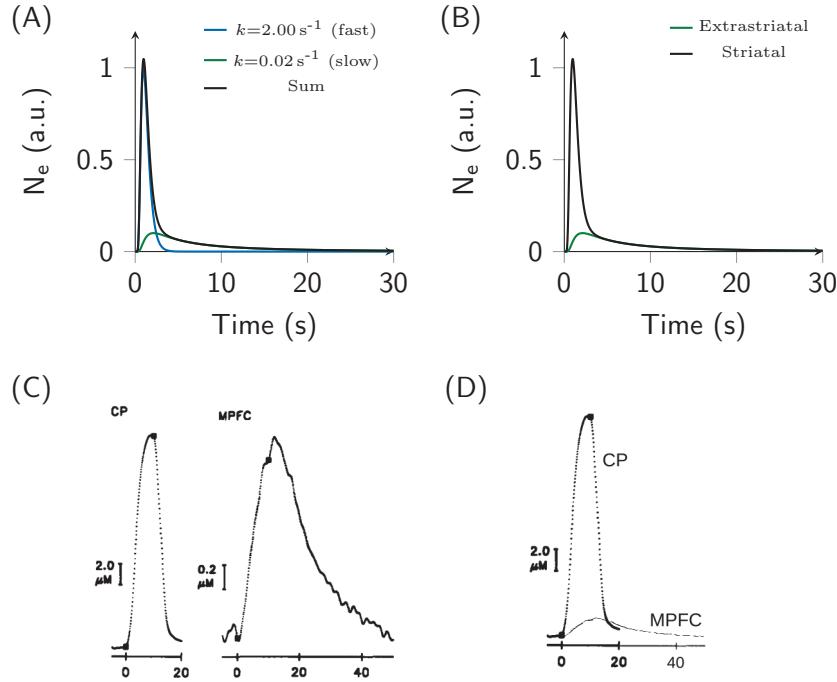 (A)
k=2.00 s⁻¹ (fast)
k=0.02 s⁻¹ (slow)
Sum
1
0.5
0
Nₑ (a.u.)
0
10
20
30
Time (s)
(B)
Extrastriatal
Striatal
1
0.5
0
Nₑ (a.u.)
0
10
20
30
Time (s)
(C)
CP
2.0
μM
0
20
MPFC
0.2
μM
0
20
40
(D)
CP
2.0
μM
MPFC
0
20
40